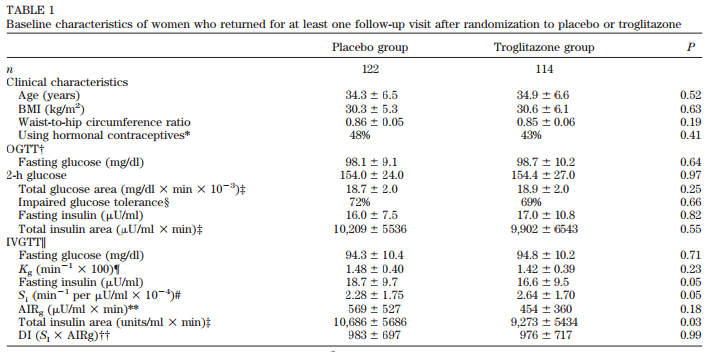 TABLE 1
Baseline characteristics of women who returned for at least one follow-up visit after randomization to placebo or troglitazone
Placebo group Troglitazone group P
n 122 114
Clinical characteristics
Age (years) 34.3 ± 6.5 34.9 ± 6.6 0.52
BMI (kg/m²) 30.3 ± 5.3 30.6 ± 6.1 0.63
Waist-to-hip circumference ratio 0.86 ± 0.05 0.85 ± 0.06 0.19
Using hormonal contraceptives* 48% 43% 0.41
OGTT†
Fasting glucose (mg/dl) 98.1 ± 9.1 98.7 ± 10.2 0.64
2-h glucose 154.0 ± 24.0 154.4 ± 27.0 0.97
Total glucose area (mg/dl × min × 10⁻³)‡ 18.7 ± 2.0 18.9 ± 2.0 0.25
Impaired glucose tolerance§ 72% 69% 0.66
Fasting insulin (μU/ml) 16.0 ± 7.5 17.0 ± 10.8 0.82
Total insulin area (μU/ml × min)‡ 10,209 ± 5536 9,902 ± 6543 0.55
IVGTT‖
Fasting glucose (mg/dl) 94.3 ± 10.4 94.8 ± 10.2 0.71
Kg (min⁻¹ × 100)¶ 1.48 ± 0.40 1.42 ± 0.39 0.23
Fasting insulin (μU/ml) 18.7 ± 9.7 16.6 ± 9.5 0.05
Si (min⁻¹ per μU/ml × 10⁻⁴)# 2.28 ± 1.75 2.64 ± 1.70 0.05
AIRg (μU/ml × min)** 569 ± 527 454 ± 360 0.18
Total insulin area (units/ml × min)‡ 10,686 ± 5686 9,273 ± 5434 0.03
DI (SI × AIRg)†† 983 ± 697 976 ± 717 0.99